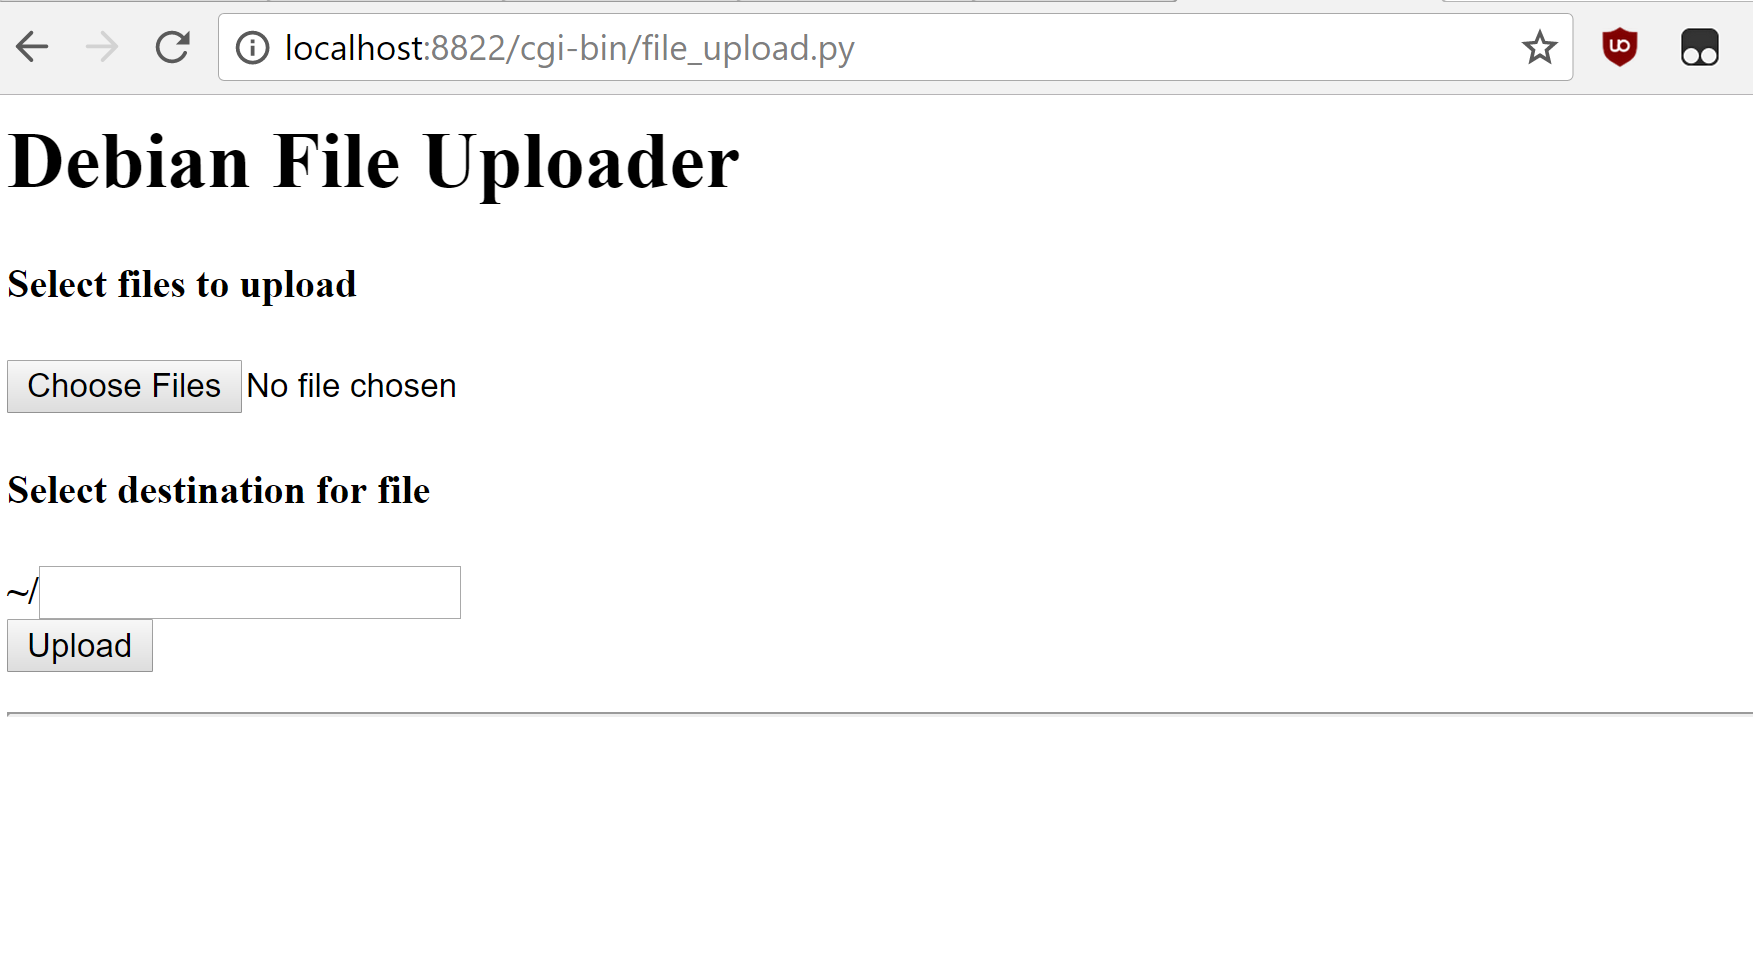 localhost:8822/cgi-bin/file_upload.py
Debian File Uploader
Select files to upload
Choose Files No file chosen
Select destination for file
~/
Upload